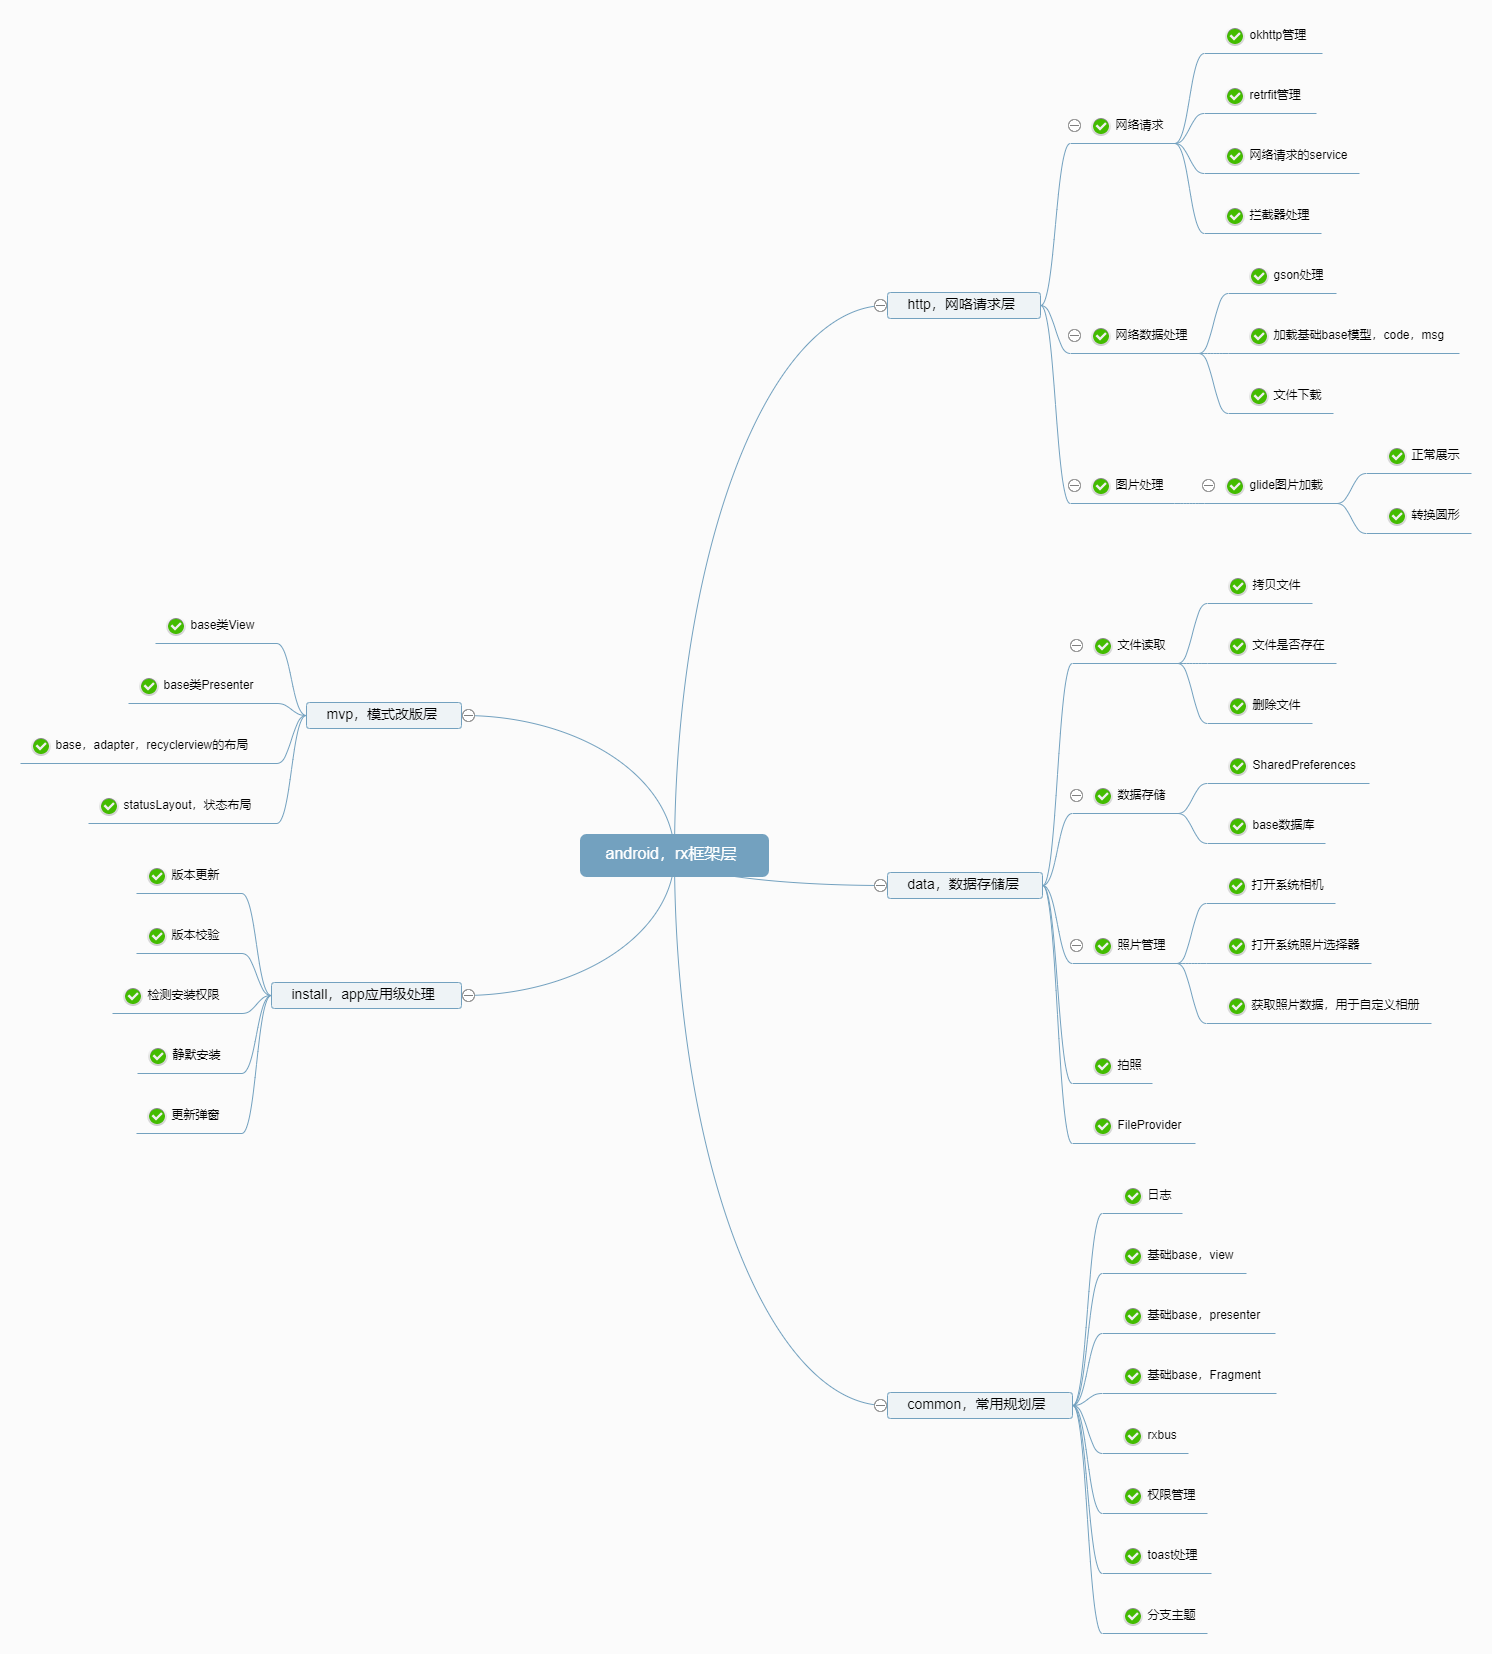 android，rx框架层
http，网咯请求层
网络请求
okhttp管理
retrfit管理
网络请求的service
拦截器处理
网络数据处理
gson处理
加载基础base模型，code，msg
文件下载
图片处理
glide图片加载
正常展示
转换圆形
data，数据存储层
文件读取
拷贝文件
文件是否存在
删除文件
数据存储
SharedPreferences
base数据库
照片管理
打开系统相机
打开系统照片选择器
获取照片数据，用于自定义相册
拍照
FileProvider
common，常用规划层
日志
基础base，view
基础base，presenter
基础base，Fragment
rxbus
权限管理
toast处理
分支主题
mvp，模式改版层
base类View
base类Presenter
base，adapter，recyclerview的布局
statusLayout，状态布局
install，app应用级处理
版本更新
版本校验
检测安装权限
静默安装
更新弹窗